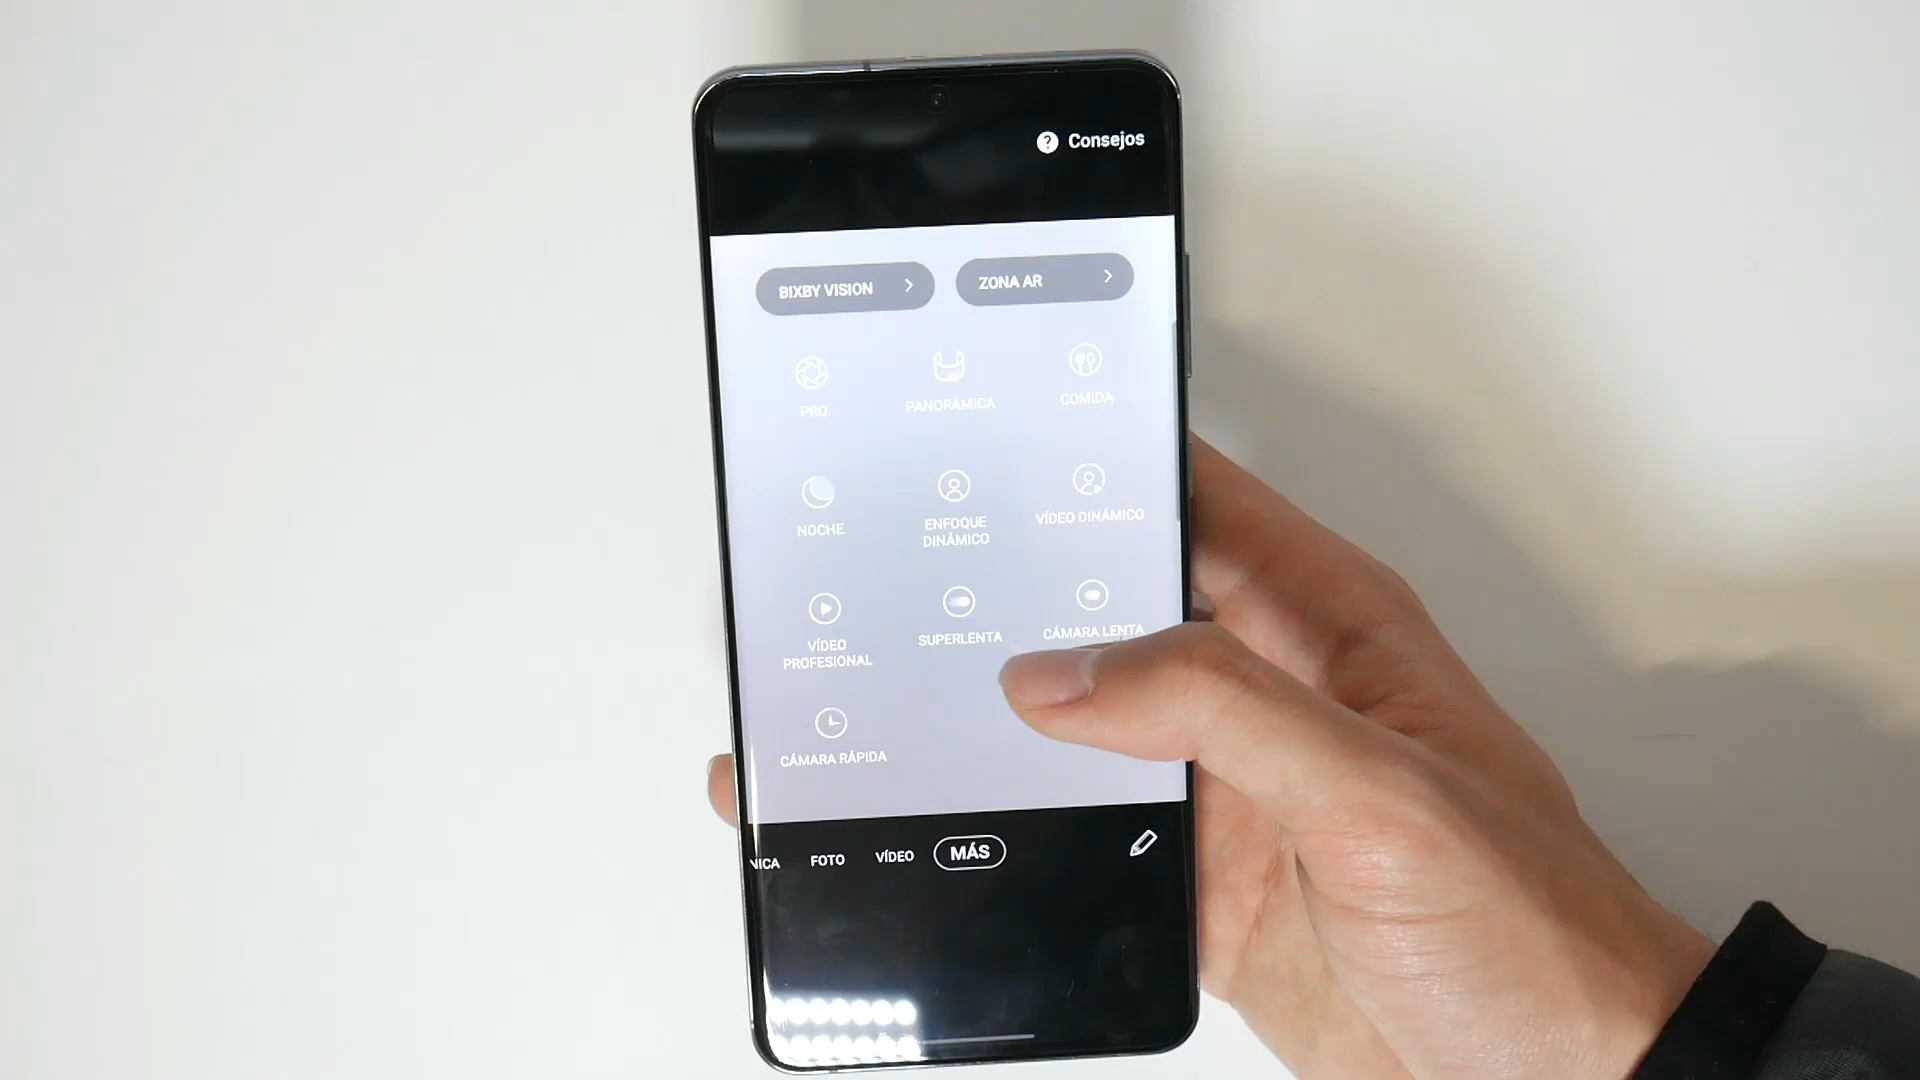 ? Consejos
BIXBY VISION
ZONA AR
PRO
PANORÁMICA
COMIDA
NOCHE
ENFOQUE
DINÁMICO
VÍDEO DINÁMICO
VÍDEO
PROFESIONAL
SUPERLENTA
CÁMARA LENTA
CÁMARA RÁPIDA
NICA
FOTO
VÍDEO
MÁS